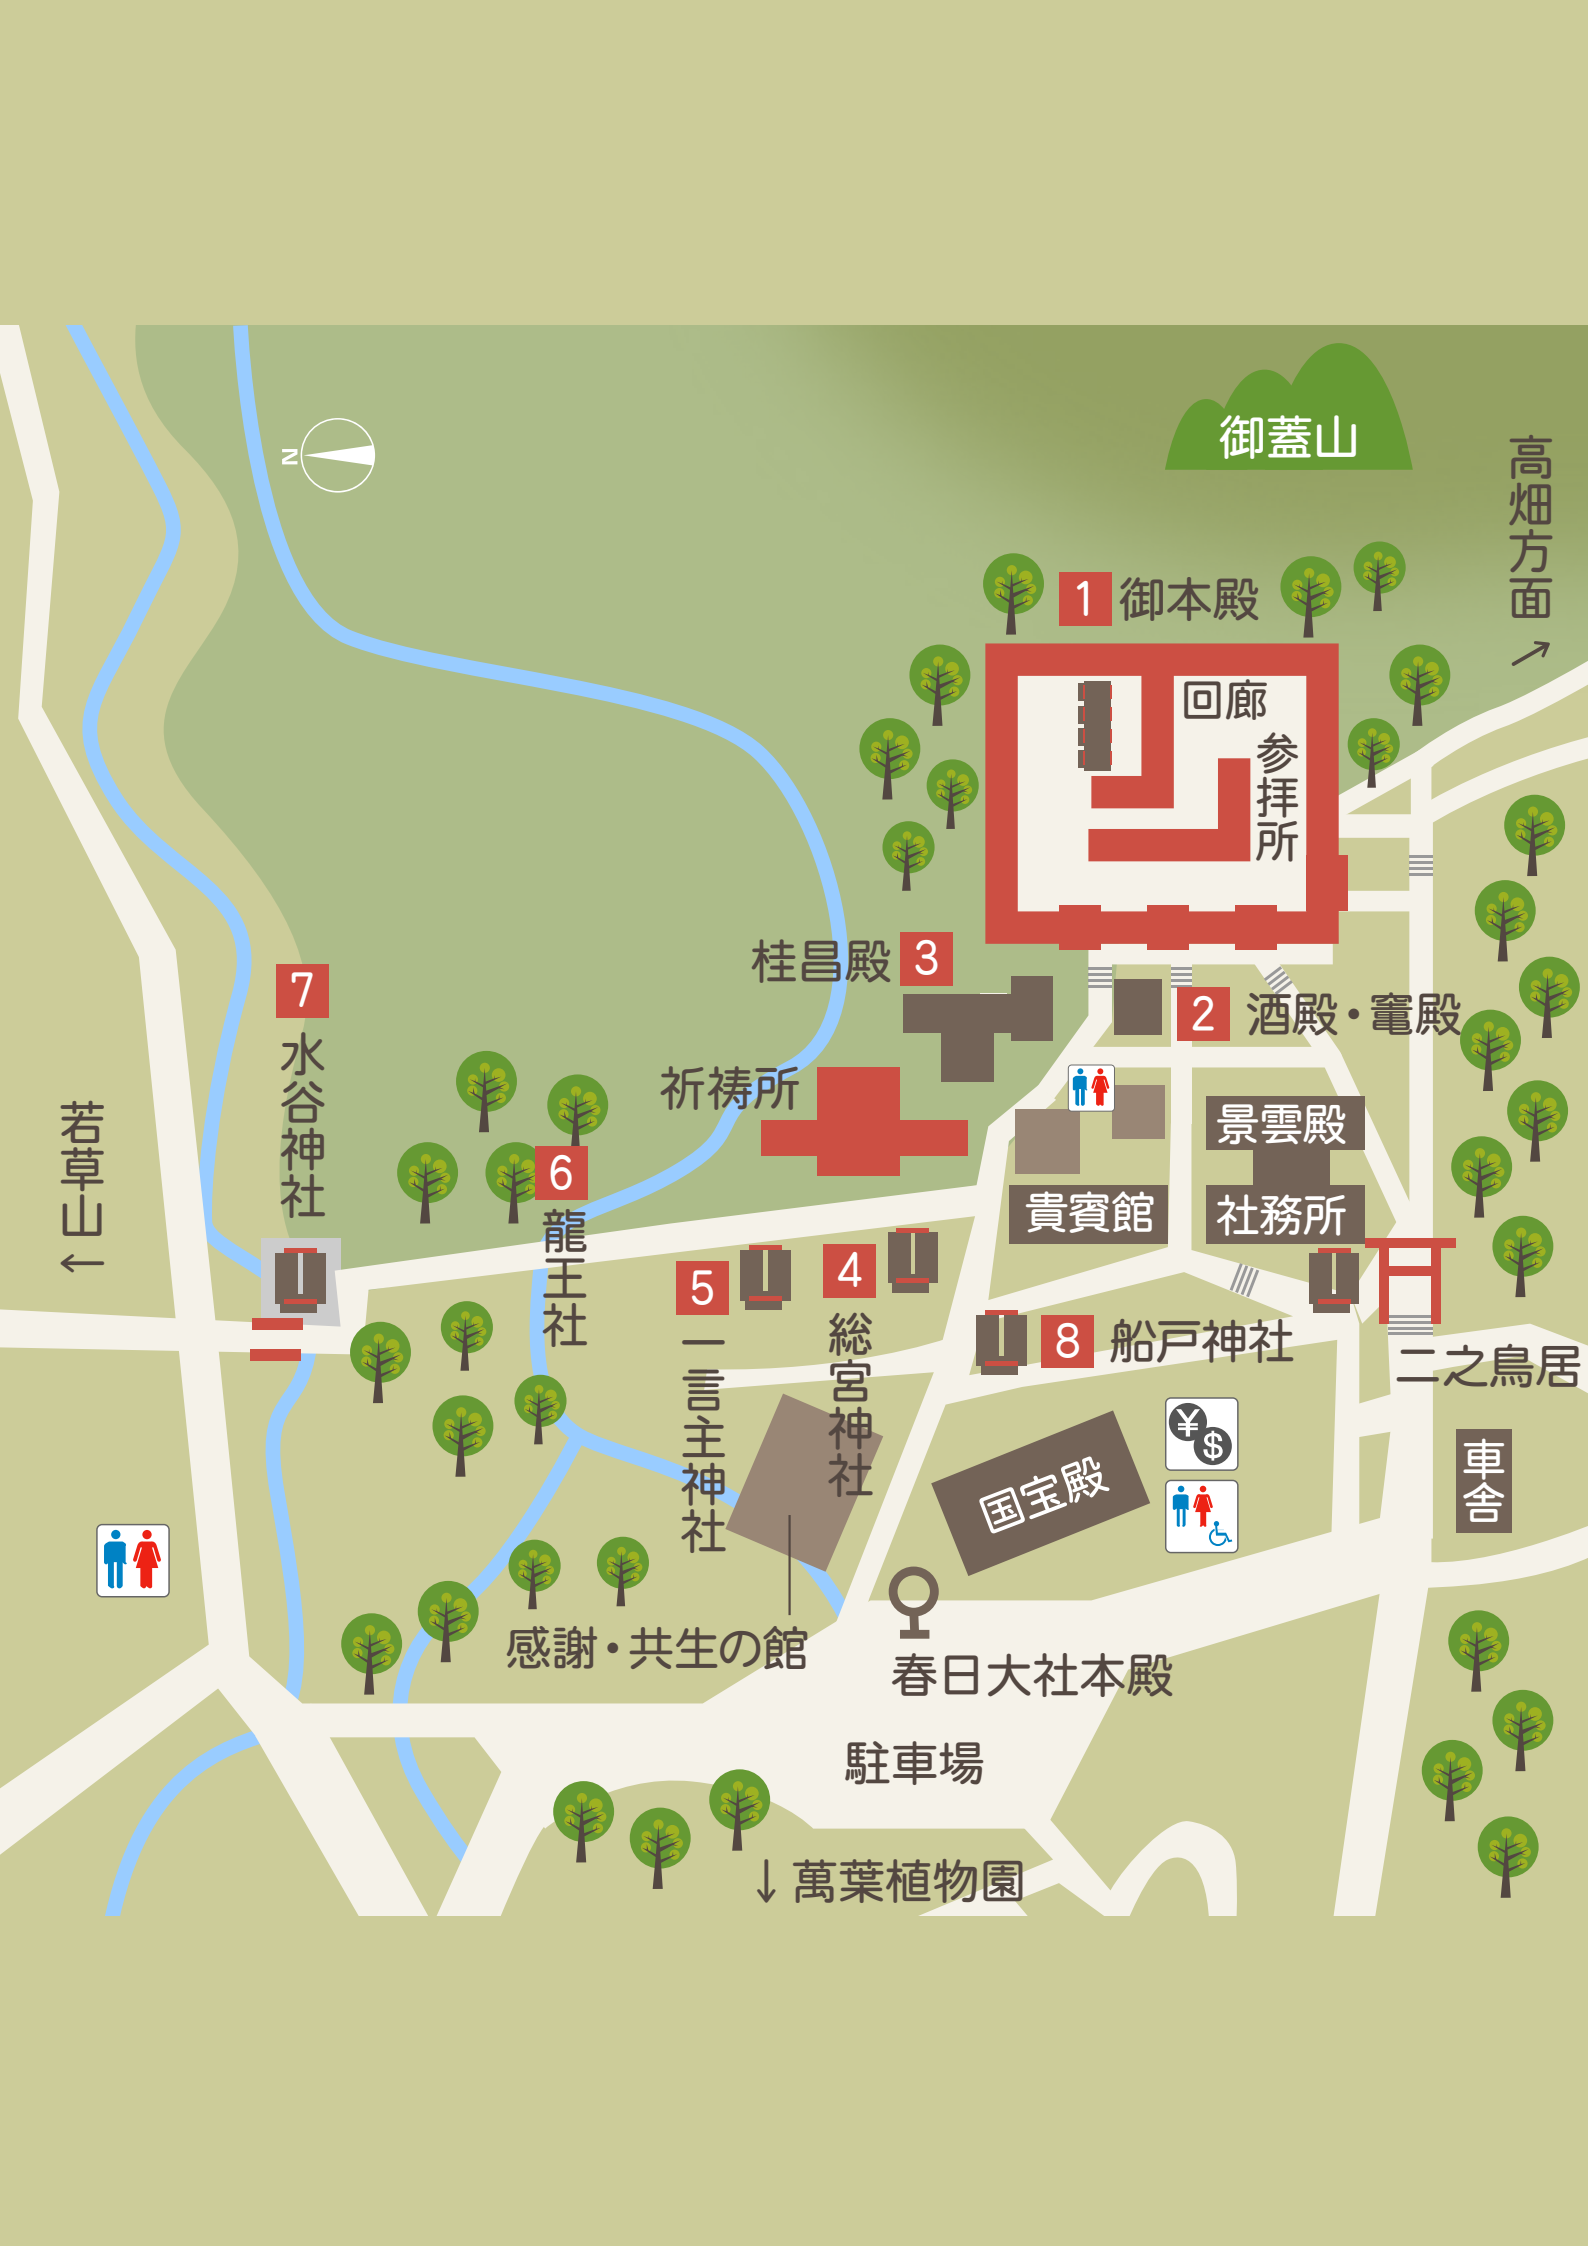 御蓋山
N
高畑方面
↗
1 御本殿
回廊
参拝所
桂昌殿 3
7
水谷神社
2 酒殿・竈殿
祈祷所
若草山
←
景雲殿
6
龍王社
貴賓館
社務所
5
一言主神社
4
総宮神社
8 船戸神社
二之鳥居
¥
$
車舎
国宝殿
感謝・共生の館
春日大社本殿
駐車場
↓萬葉植物園